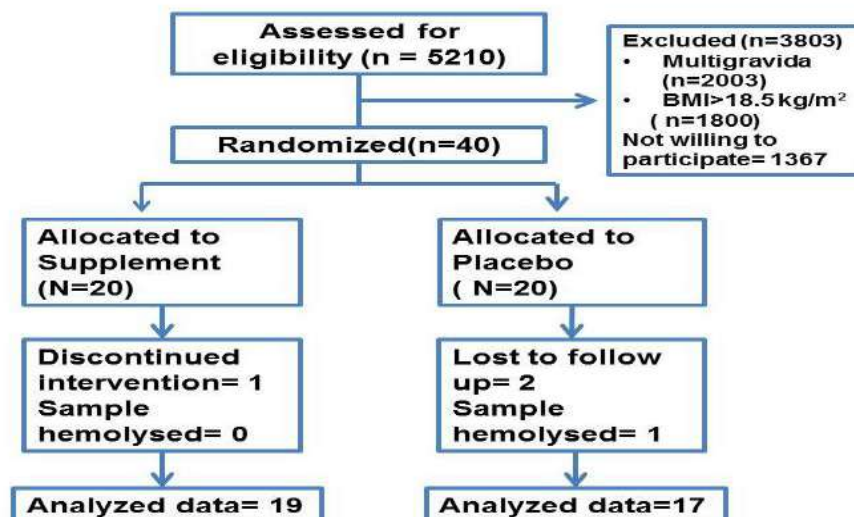 Assessed for
eligibility (n = 5210)
Excluded (n=3803)
• Multigravida
(n=2003)
• BMI>18.5 kg/m²
( n=1800)
Not willing to
participate= 1367
Randomized(n=40)
Allocated to
Supplement
(N=20)
Allocated to
Placebo
( N=20)
Discontinued
intervention= 1
Sample
hemolysed= 0
Lost to follow
up= 2
Sample
hemolysed= 1
Analyzed data= 19
Analyzed data=17